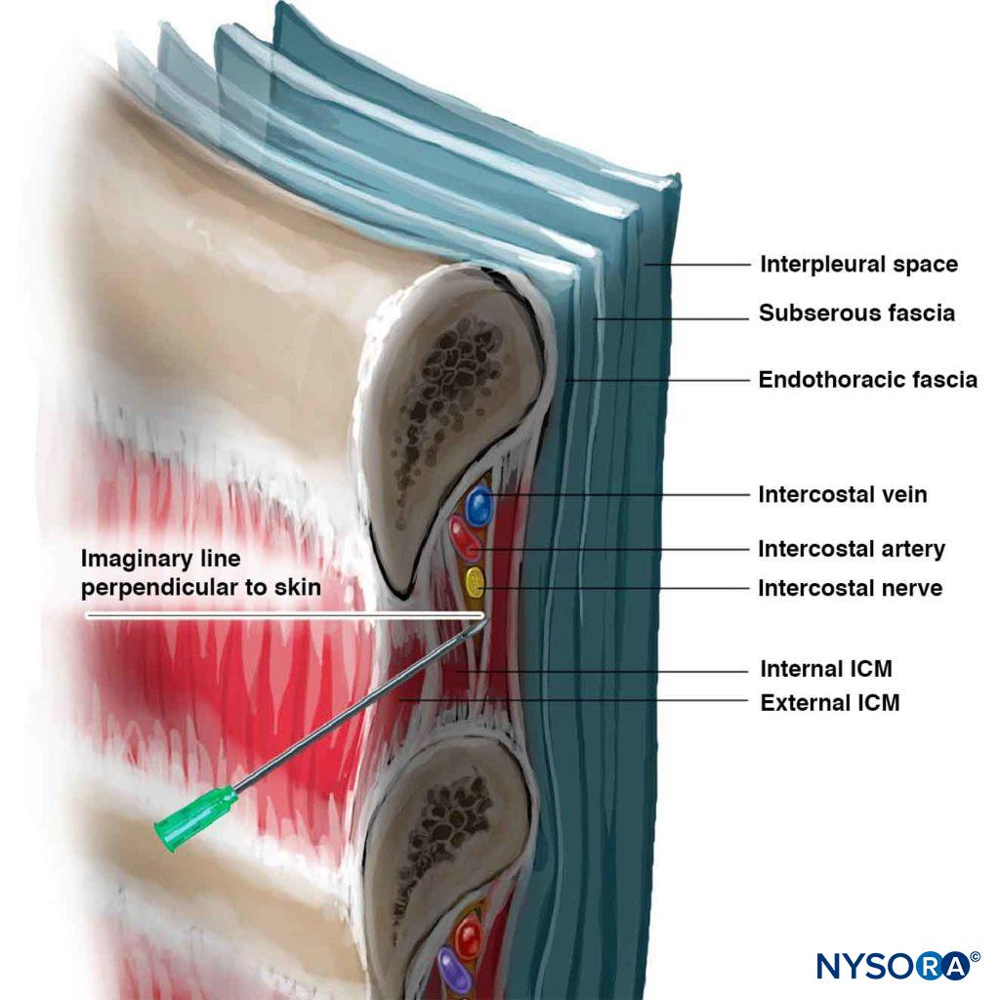 Interpleural space
Subserous fascia
Endothoracic fascia
Intercostal vein
Intercostal artery
Imaginary line
perpendicular to skin
Intercostal nerve
Internal ICM
External ICM
NYSORA©